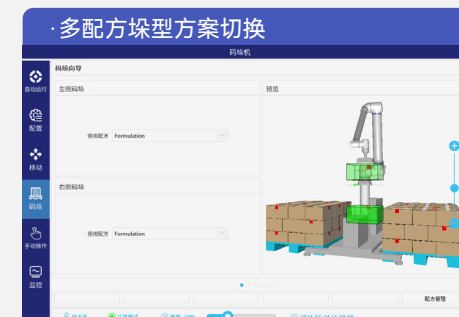 ·多配方垛型方案切换
码垛机
码垛向导
自动运行
左侧码垛
预览
配置
使用配方 Formulation
移动
码垛
右侧码垛
手动操作
使用配方 Formulation
监控
配方管理